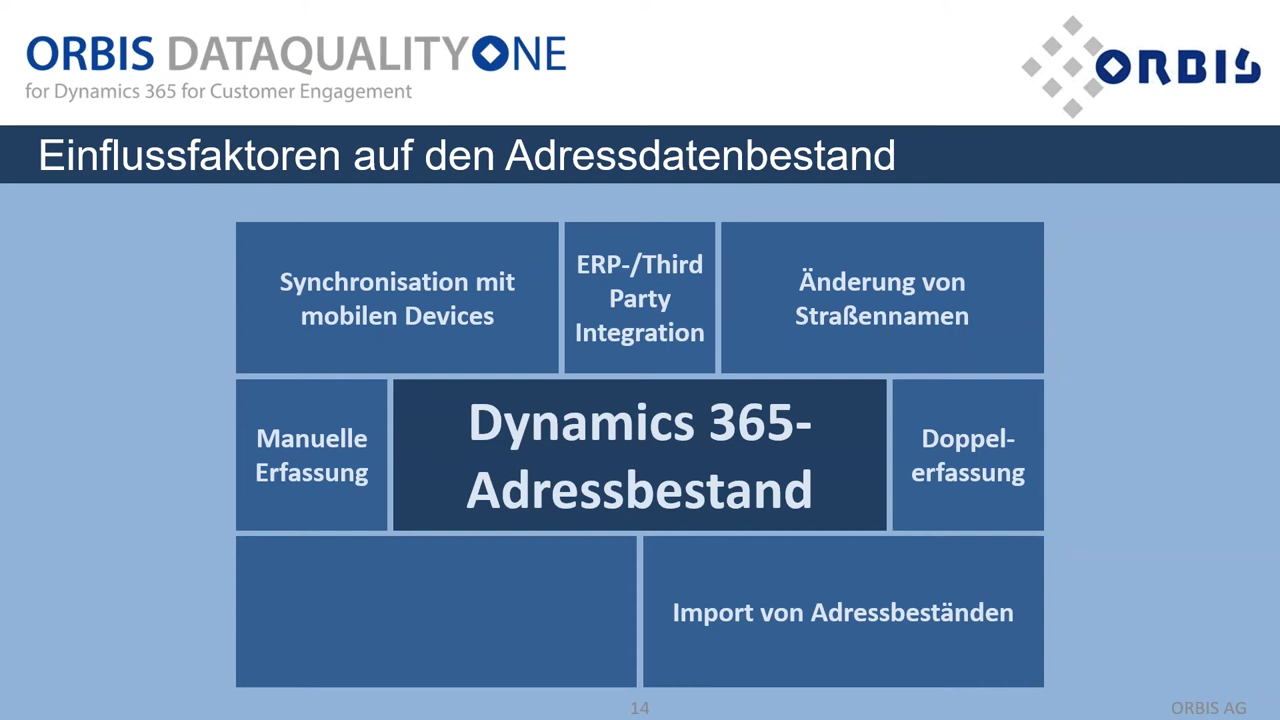 ORBIS DATAQUALITYONE
for Dynamics 365 for Customer Engagement
ORBIS
Einflussfaktoren auf den Adressdatenbestand
Synchronisation mit
mobilen Devices
ERP-/Third
Party
Integration
Änderung von
Straßennamen
Manuelle
Erfassung
Dynamics 365-
Adressbestand
Doppel-
erfassung
Import von Adressbeständen
14
ORBIS AG